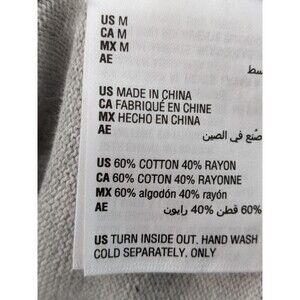 US M
CA M
MX M
AE
US MADE IN CHINA
CA FABRIQUÉ EN CHINE
MX HECHO EN CHINA
AE صنع في الصين
US 60% COTTON 40% RAYON
CA 60% COTON 40% RAYONNE
MX 60% algodón 40% rayón
AE 60% قطن 40% رايون
US TURN INSIDE OUT. HAND WASH
COLD SEPARATELY, ONLY